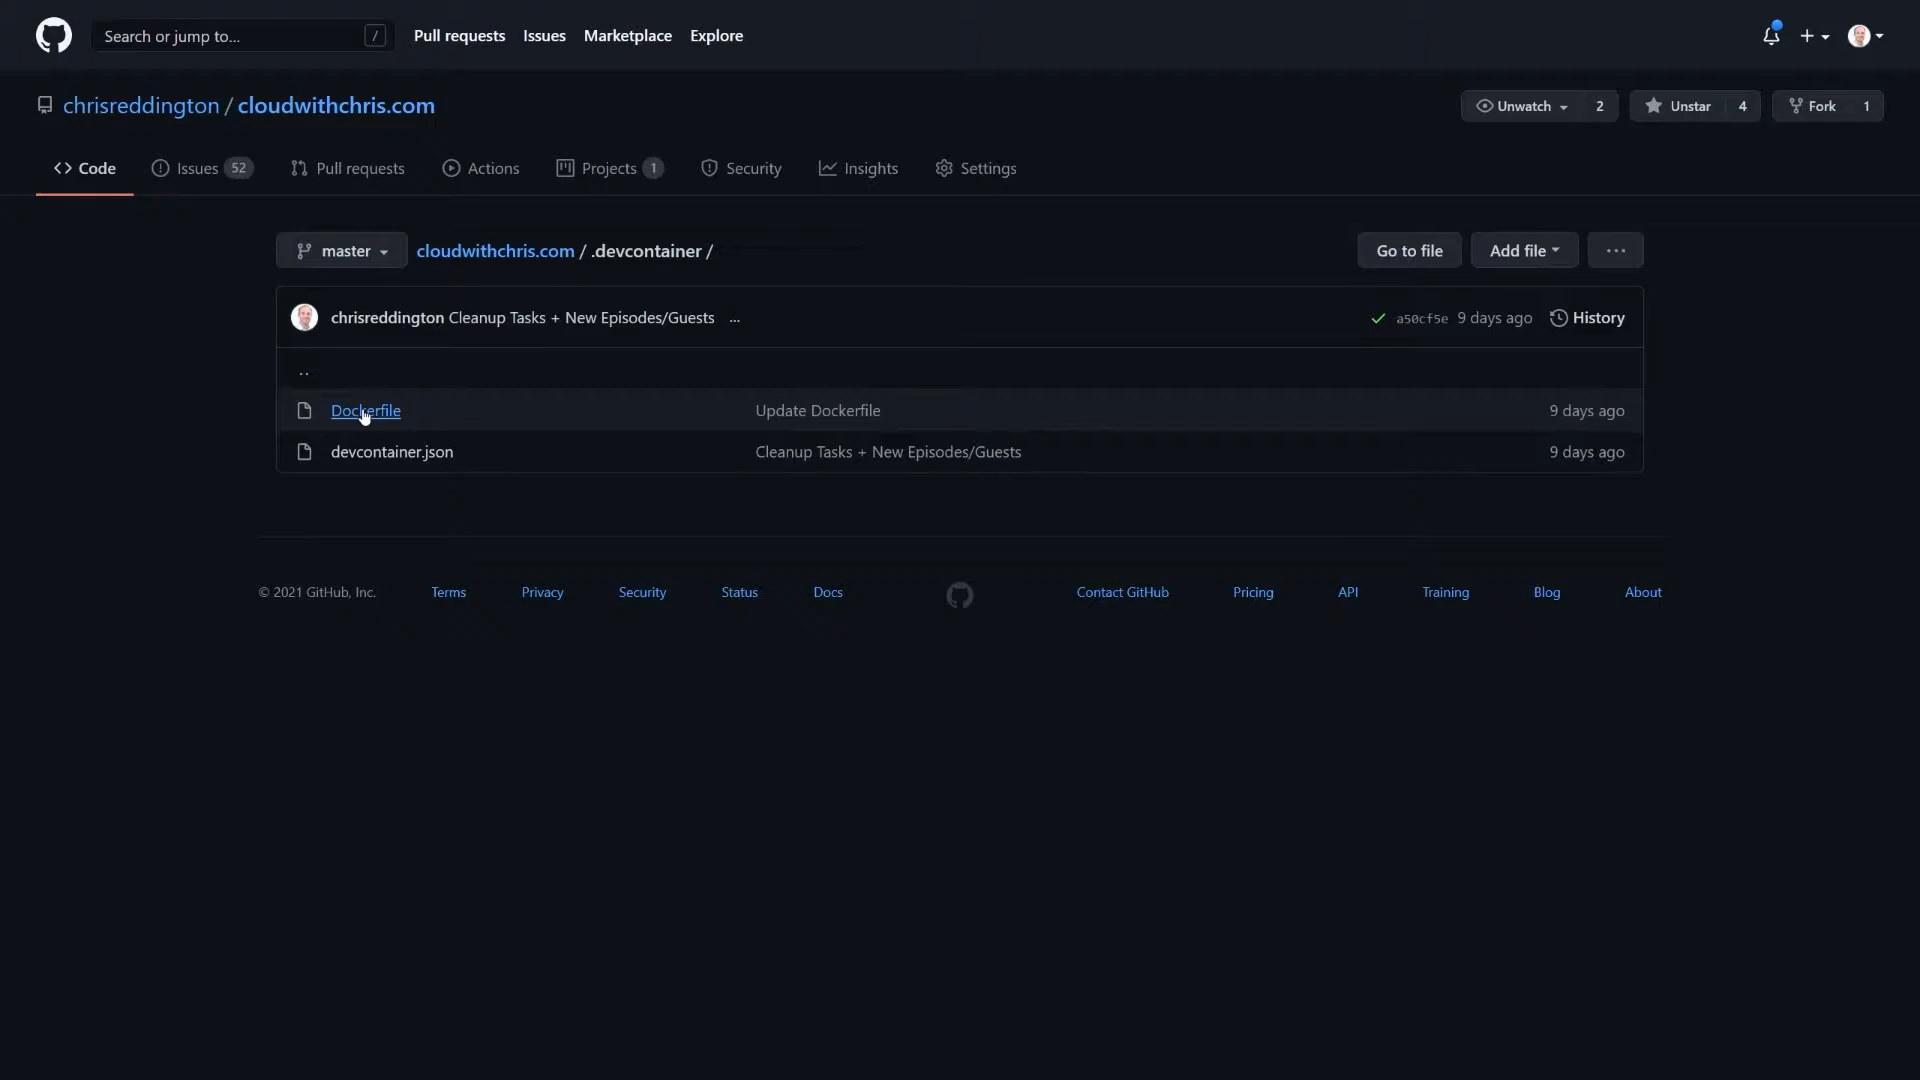 Search or jump to... / Pull requests Issues Marketplace Explore
chrisreddington / cloudwithchris.com Unwatch 2 Unstar 4 Fork 1
Code Issues 52 Pull requests Actions Projects 1 Security Insights Settings
master cloudwithchris.com / .devcontainer / Go to file Add file ...
chrisreddington Cleanup Tasks + New Episodes/Guests ... a50cf5e 9 days ago History
..
Dockerfile Update Dockerfile 9 days ago
devcontainer.json Cleanup Tasks + New Episodes/Guests 9 days ago
© 2021 GitHub, Inc. Terms Privacy Security Status Docs Contact GitHub Pricing API Training Blog About